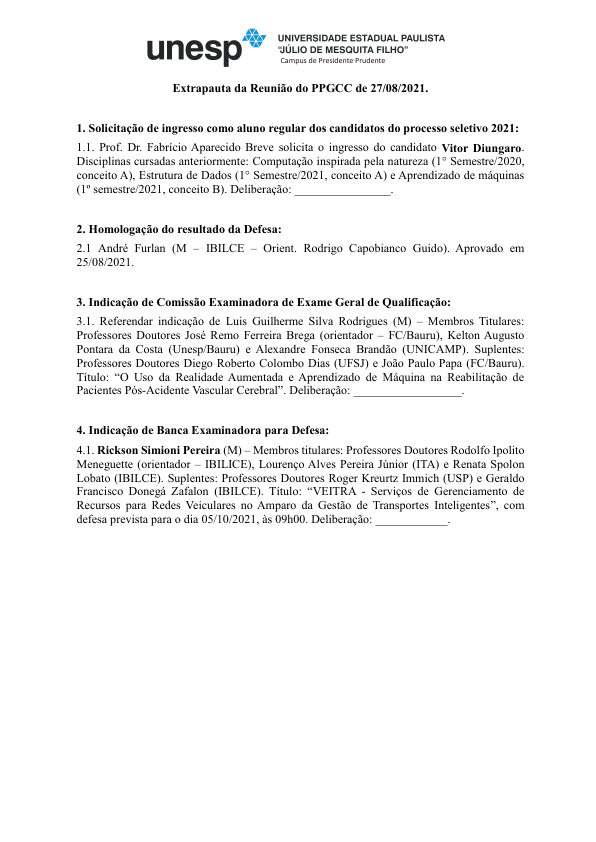 unesp
UNIVERSIDADE ESTADUAL PAULISTA
"JÚLIO DE MESQUITA FILHO"
Campus de Presidente Prudente
Extrapauta da Reunião do PPGCC de 27/08/2021.
1. Solicitação de ingresso como aluno regular dos candidatos do processo seletivo 2021:
1.1. Prof. Dr. Fabrício Aparecido Breve solicita o ingresso do candidato Vitor Diungaro.
Disciplinas cursadas anteriormente: Computação inspirada pela natureza (1° Semestre/2020,
conceito A), Estrutura de Dados (1° Semestre/2021, conceito A) e Aprendizado de máquinas
(1º semestre/2021, conceito B). Deliberação: ________________.
2. Homologação do resultado da Defesa:
2.1 André Furlan (M – IBILCE – Orient. Rodrigo Capobianco Guido). Aprovado em
25/08/2021.
3. Indicação de Comissão Examinadora de Exame Geral de Qualificação:
3.1. Referendar indicação de Luis Guilherme Silva Rodrigues (M) – Membros Titulares:
Professores Doutores José Remo Ferreira Brega (orientador – FC/Bauru), Kelton Augusto
Pontara da Costa (Unesp/Bauru) e Alexandre Fonseca Brandão (UNICAMP). Suplentes:
Professores Doutores Diego Roberto Colombo Dias (UFSJ) e João Paulo Papa (FC/Bauru).
Título: “O Uso da Realidade Aumentada e Aprendizado de Máquina na Reabilitação de
Pacientes Pós-Acidente Vascular Cerebral”. Deliberação: __________________.
4. Indicação de Banca Examinadora para Defesa:
4.1. Rickson Simioni Pereira (M) – Membros titulares: Professores Doutores Rodolfo Ipolito
Meneguette (orientador – IBILICE), Lourenço Alves Pereira Júnior (ITA) e Renata Spolon
Lobato (IBILCE). Suplentes: Professores Doutores Roger Kreurtz Immich (USP) e Geraldo
Francisco Donegá Zafalon (IBILCE). Título: “VEITRA - Serviços de Gerenciamento de
Recursos para Redes Veiculares no Amparo da Gestão de Transportes Inteligentes”, com
defesa prevista para o dia 05/10/2021, às 09h00. Deliberação: ____________.